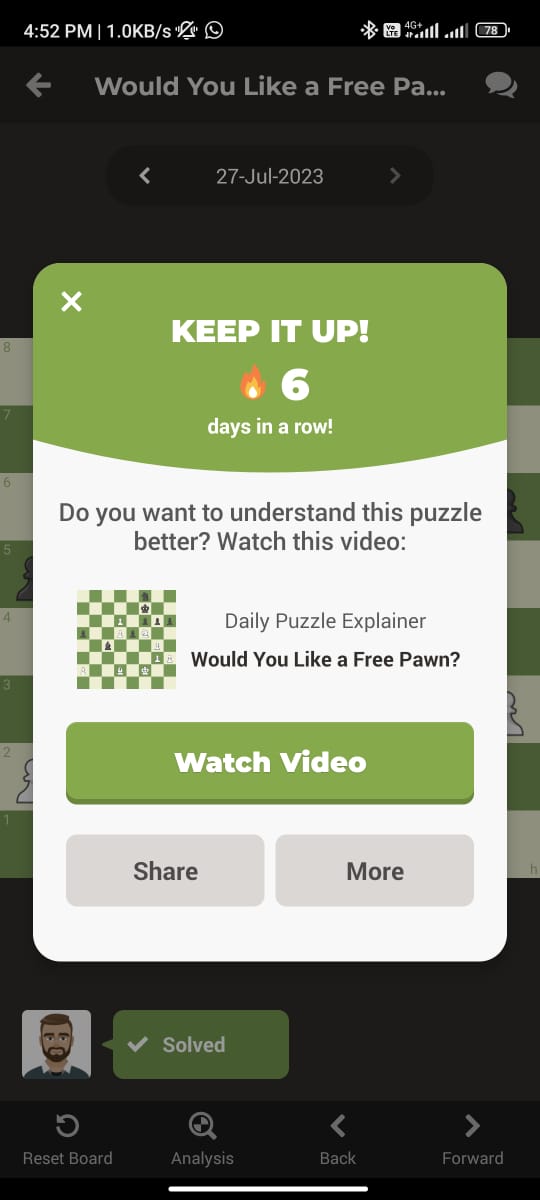 4:52 PM | 1.0KB/s
Vo LTE 4G+ 78
Would You Like a Free Pa...
27-Jul-2023
KEEP IT UP!
6
days in a row!
8
7
6
5
4
3
2
1
h
Do you want to understand this puzzle
better? Watch this video:
Daily Puzzle Explainer
Would You Like a Free Pawn?
Watch Video
Share More
Solved
Reset Board Analysis Back Forward